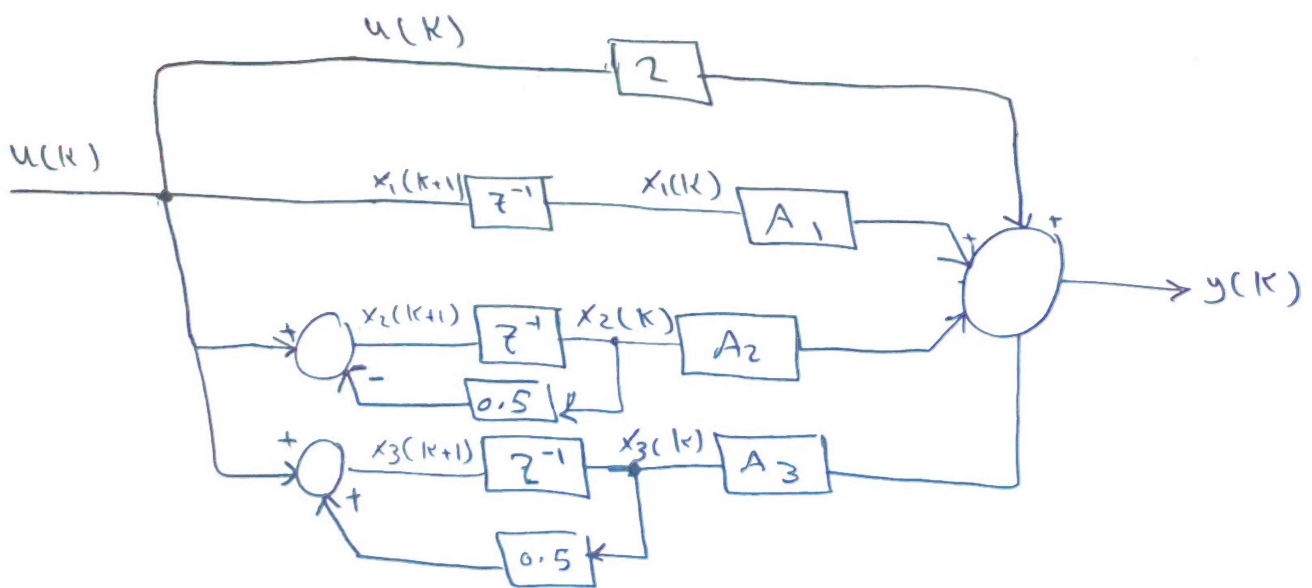 u(k)
2
u(k)
x₁(k+1)
z⁻¹
x₁(k)
A₁
+
+
y(k)
+
x₂(k+1)
z⁻¹
x₂(k)
A₂
-
0.5
+
x₃(k+1)
z⁻¹
x₃(k)
A₃
+
0.5